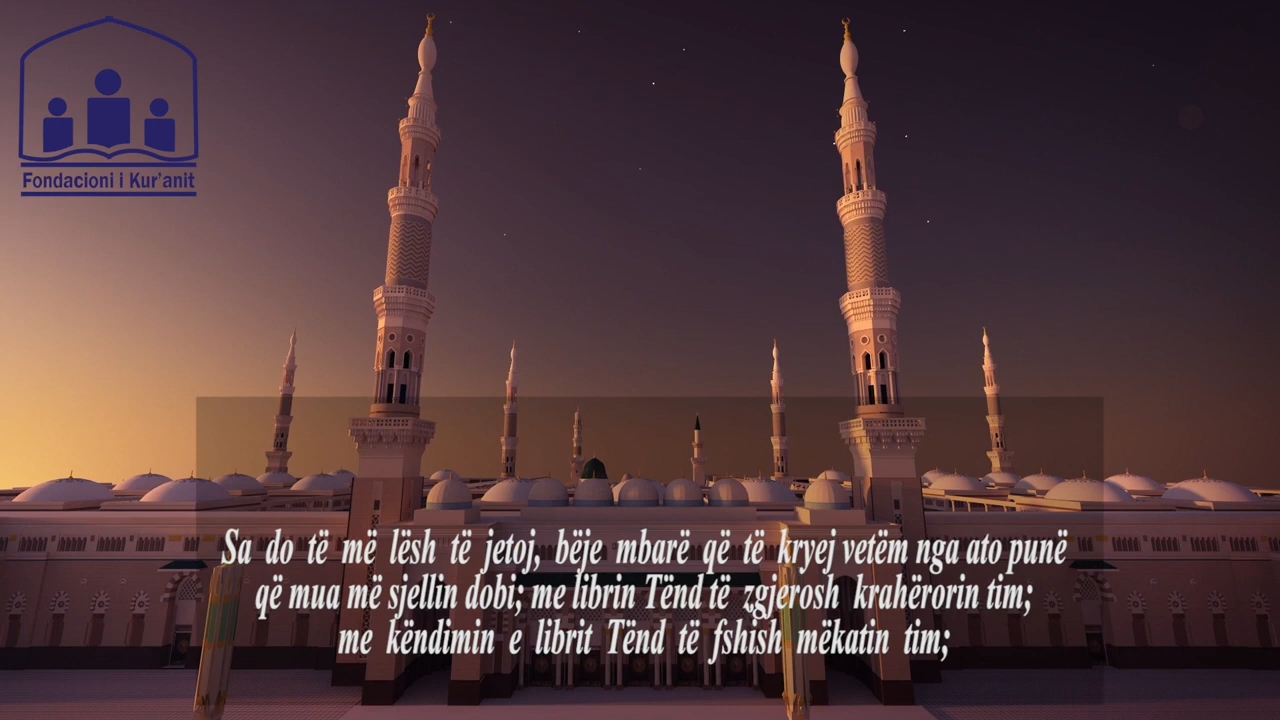 Fondacioni i Kur'anit
Sa do të më lësh të jetoj, bëje mbarë që të kryej vetëm nga ato punë
që mua më sjellin dobi; me librin Tënd të zgjerosh krahërorin tim;
me këndimin e librit Tënd të fshish mëkatin tim;